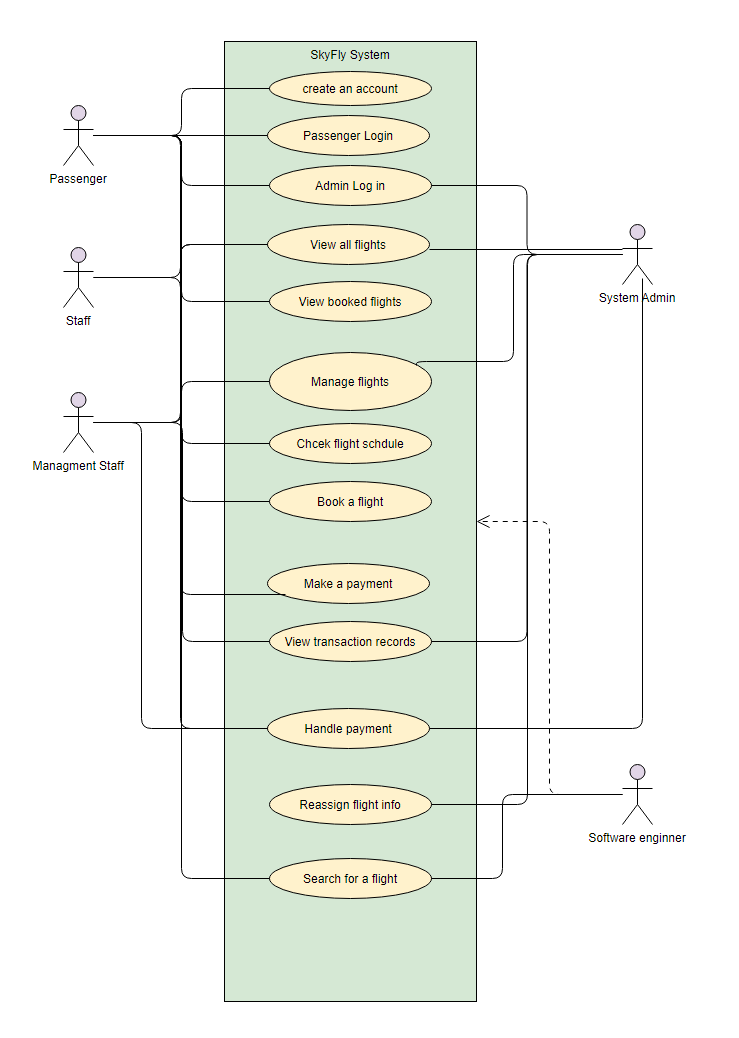 SkyFly System
create an account
Passenger Login
Passenger
Admin Log in
View all flights
System Admin
Staff
View booked flights
Manage flights
Chcek flight schdule
Managment Staff
Book a flight
Make a payment
View transaction records
Handle payment
Reassign flight info
Software enginner
Search for a flight